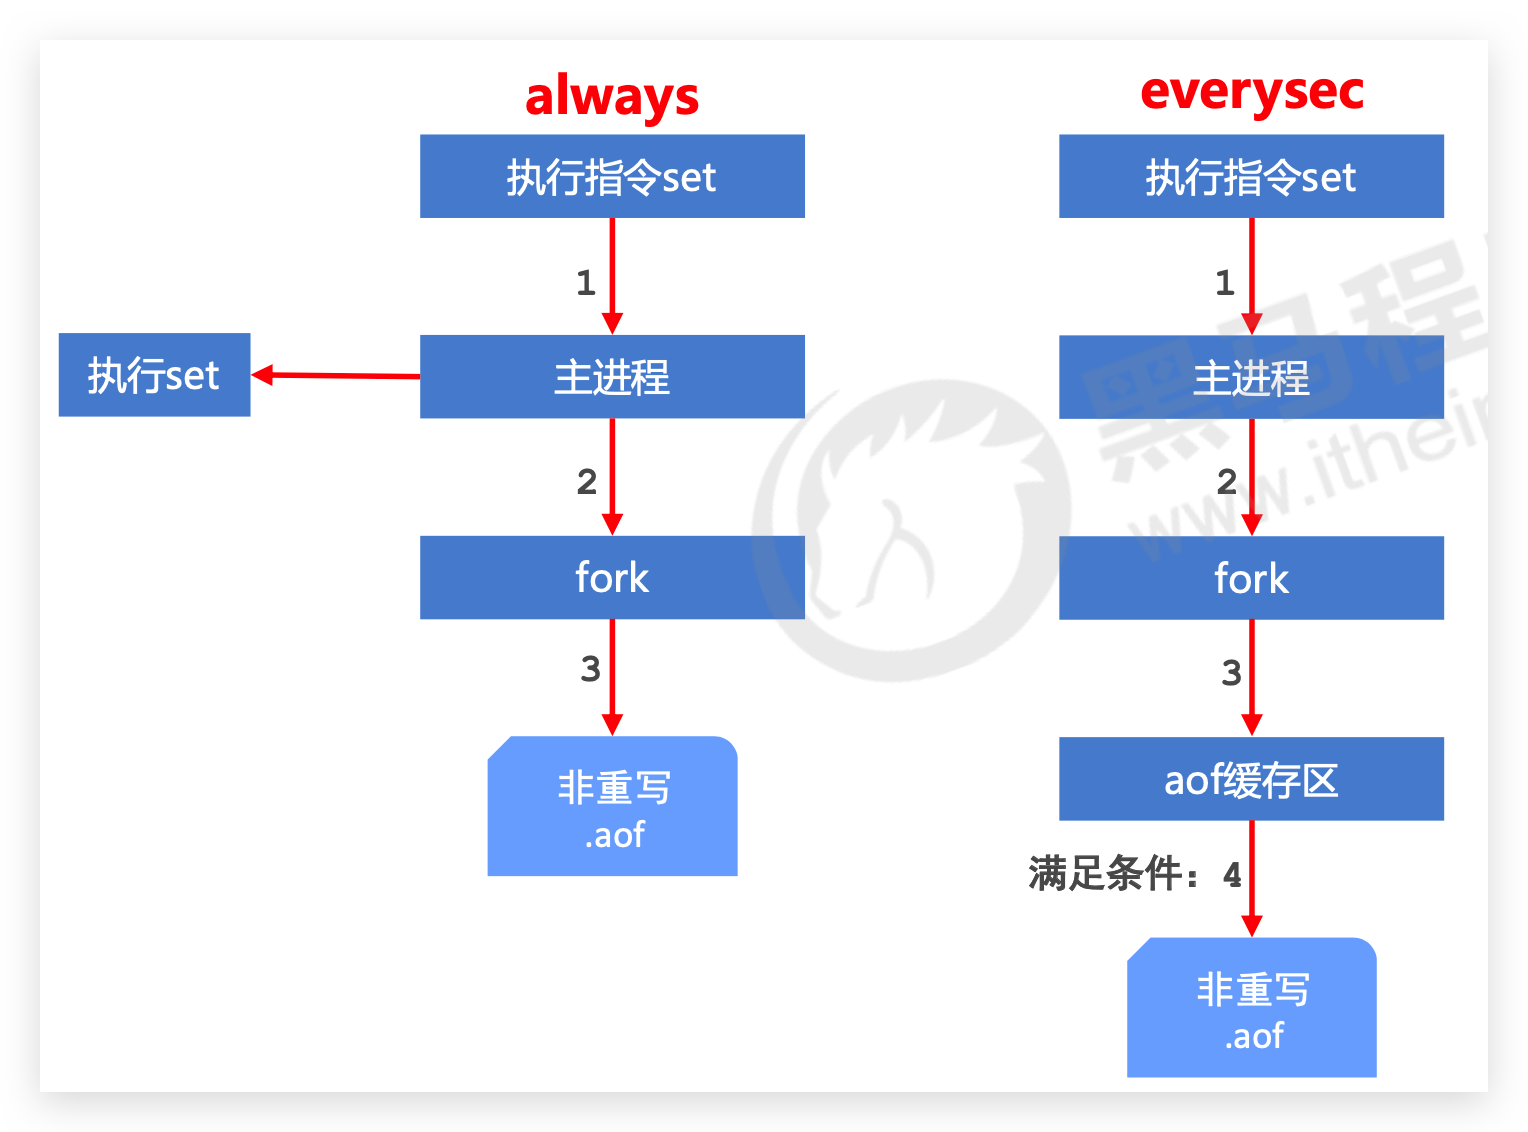 always
执行指令set
1
执行set
主进程
2
fork
3
非重写
.aof
everysec
执行指令set
1
主进程
2
fork
3
aof缓存区
满足条件：4
非重写
.aof
黑马程
www.ithei